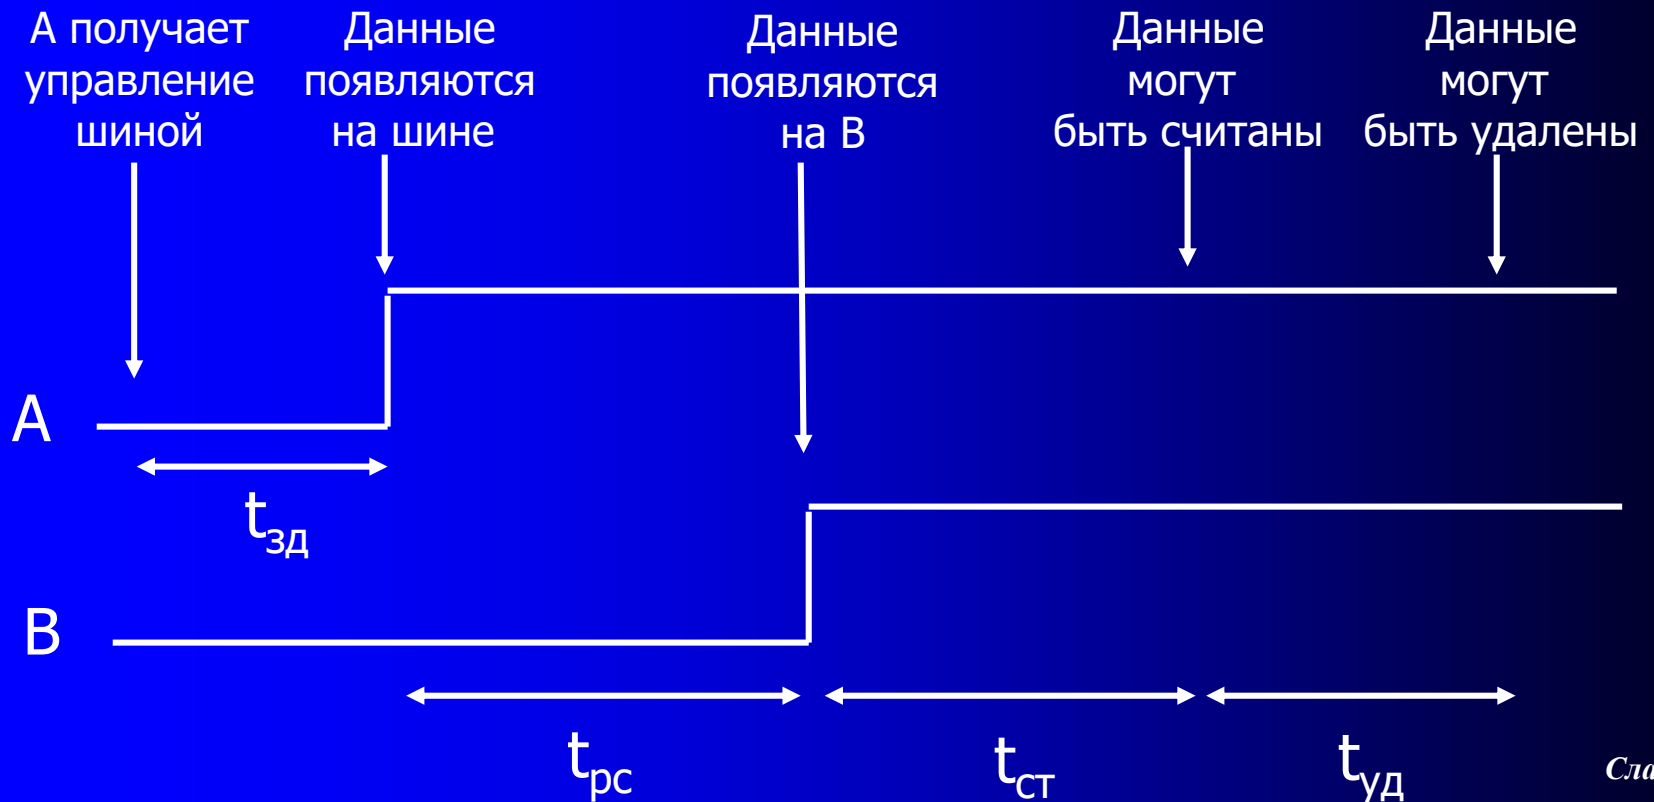 А получает
управление
шиной
Данные
появляются
на шине
Данные
появляются
на В
Данные
могут
быть считаны
Данные
могут
быть удалены
А
tзд
В
tрс
tст
tуд